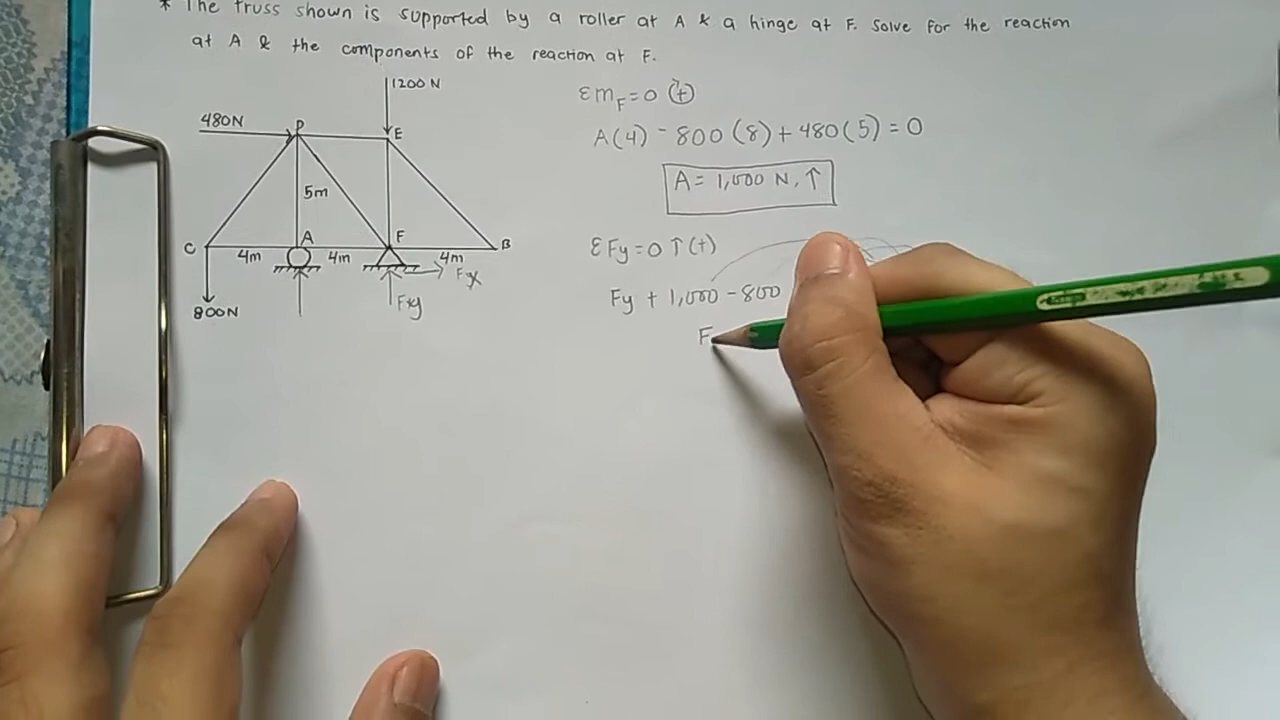 * The truss shown is supported by a roller at A & a hinge at F. Solve for the reaction
at A & the components of the reaction at F.
1200 N
480N
D
E
5m
C
A
F
B
4m
4m
4m
Fx
Fy
800N
ΣmF=0 (+)
A(4) - 800(8) + 480(5) = 0
A = 1,000 N, ↑
ΣFy=0 ↑(+)
Fy + 1,000 - 800
F